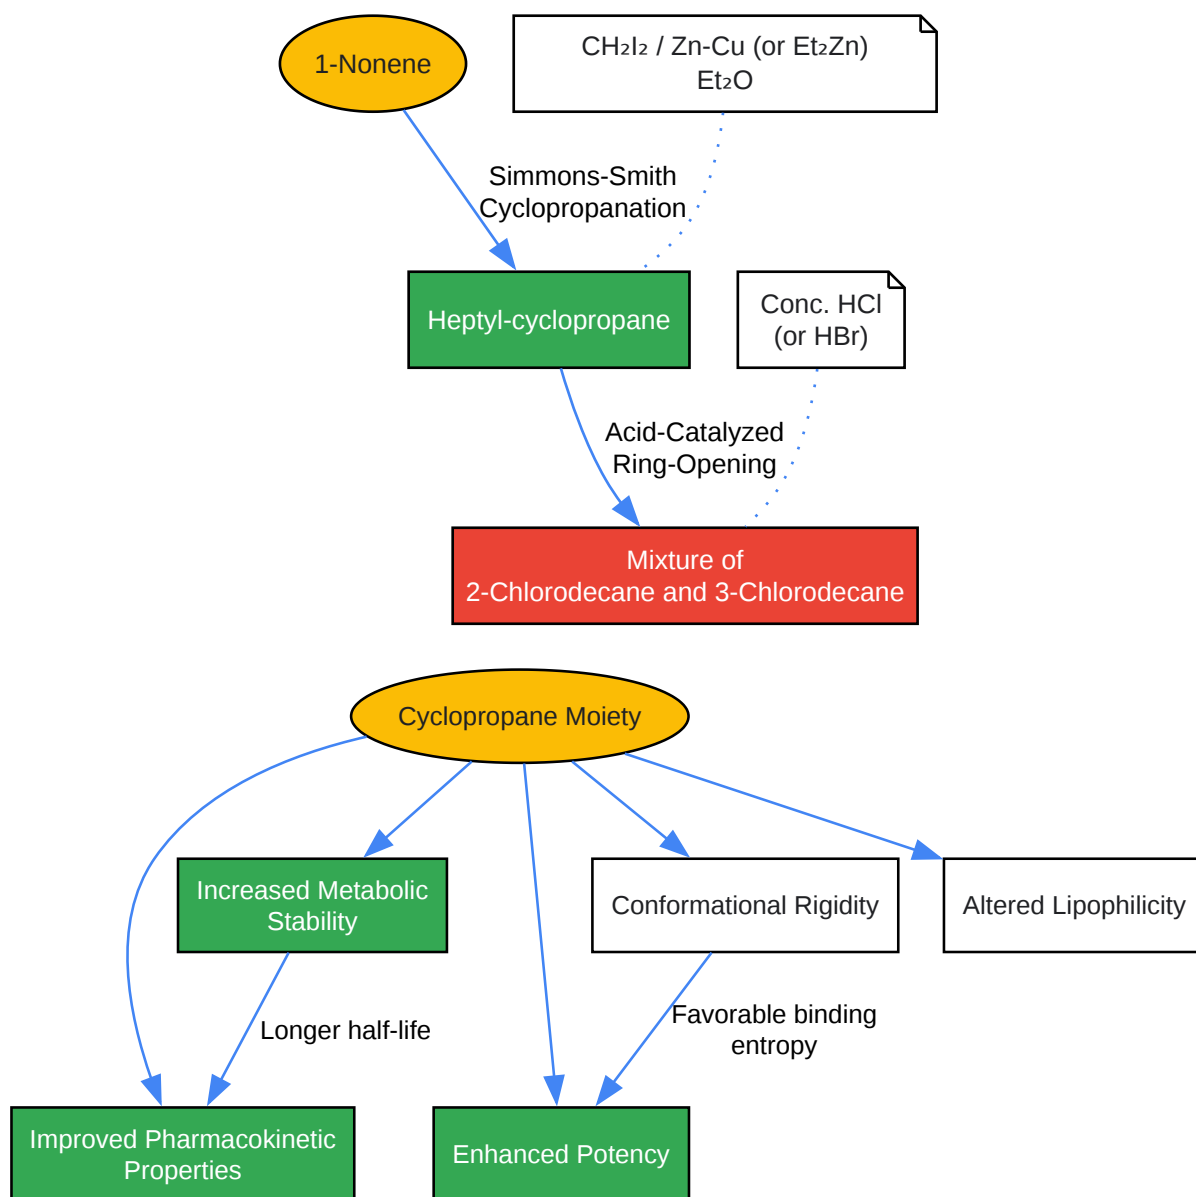 1-Nonene
CH₂I₂ / Zn-Cu (or Et₂Zn)
Et₂O
Simmons-Smith
Cyclopropanation
Heptyl-cyclopropane
Conc. HCl
(or HBr)
Acid-Catalyzed
Ring-Opening
Mixture of
2-Chlorodecane and 3-Chlorodecane
Cyclopropane Moiety
Increased Metabolic
Stability
Conformational Rigidity
Altered Lipophilicity
Longer half-life
Favorable binding
entropy
Improved Pharmacokinetic
Properties
Enhanced Potency